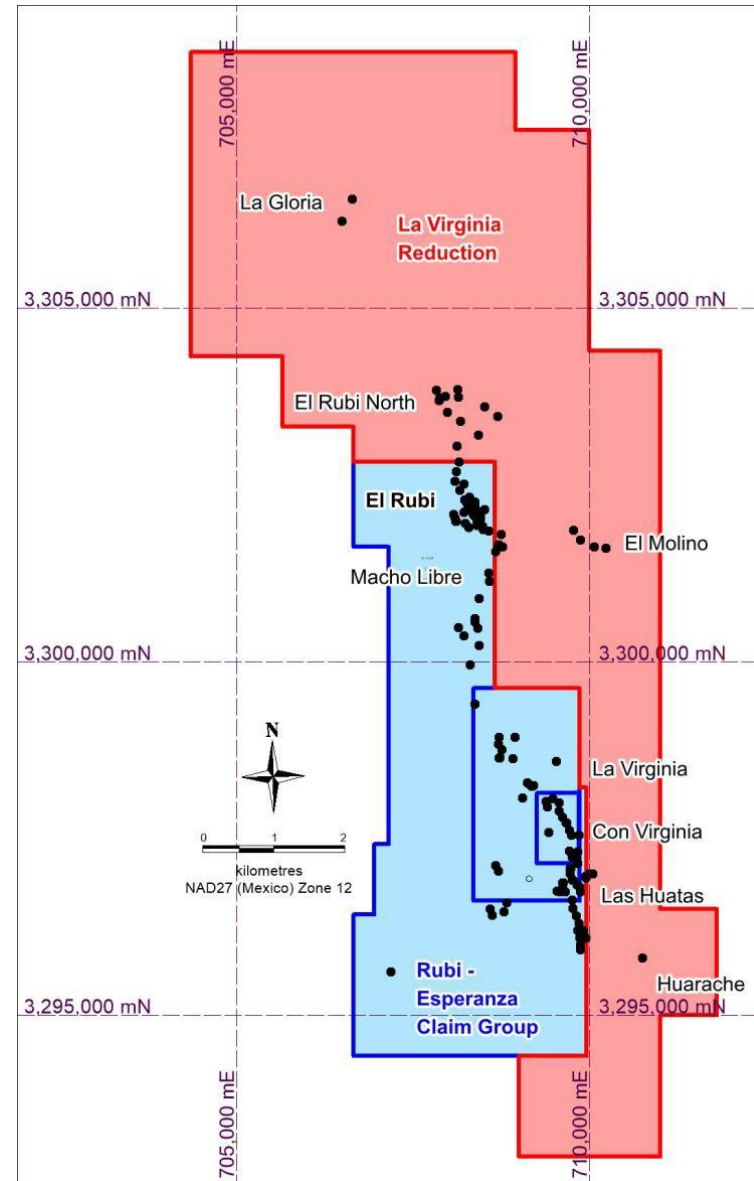 705,000 mE
710,000 mE
La Gloria
La Virginia
Reduction
3,305,000 mN
3,305,000 mN
El Rubi North
El Rubi
El Molino
Macho Libre
3,300,000 mN
3,300,000 mN
N
La Virginia
0 1 2
Con Virginia
kilometres
NAD27 (Mexico) Zone 12
Las Huatas
Rubi -
Esperanza
Claim Group
Huarache
3,295,000 mN
3,295,000 mN
705,000 mE
710,000 mE